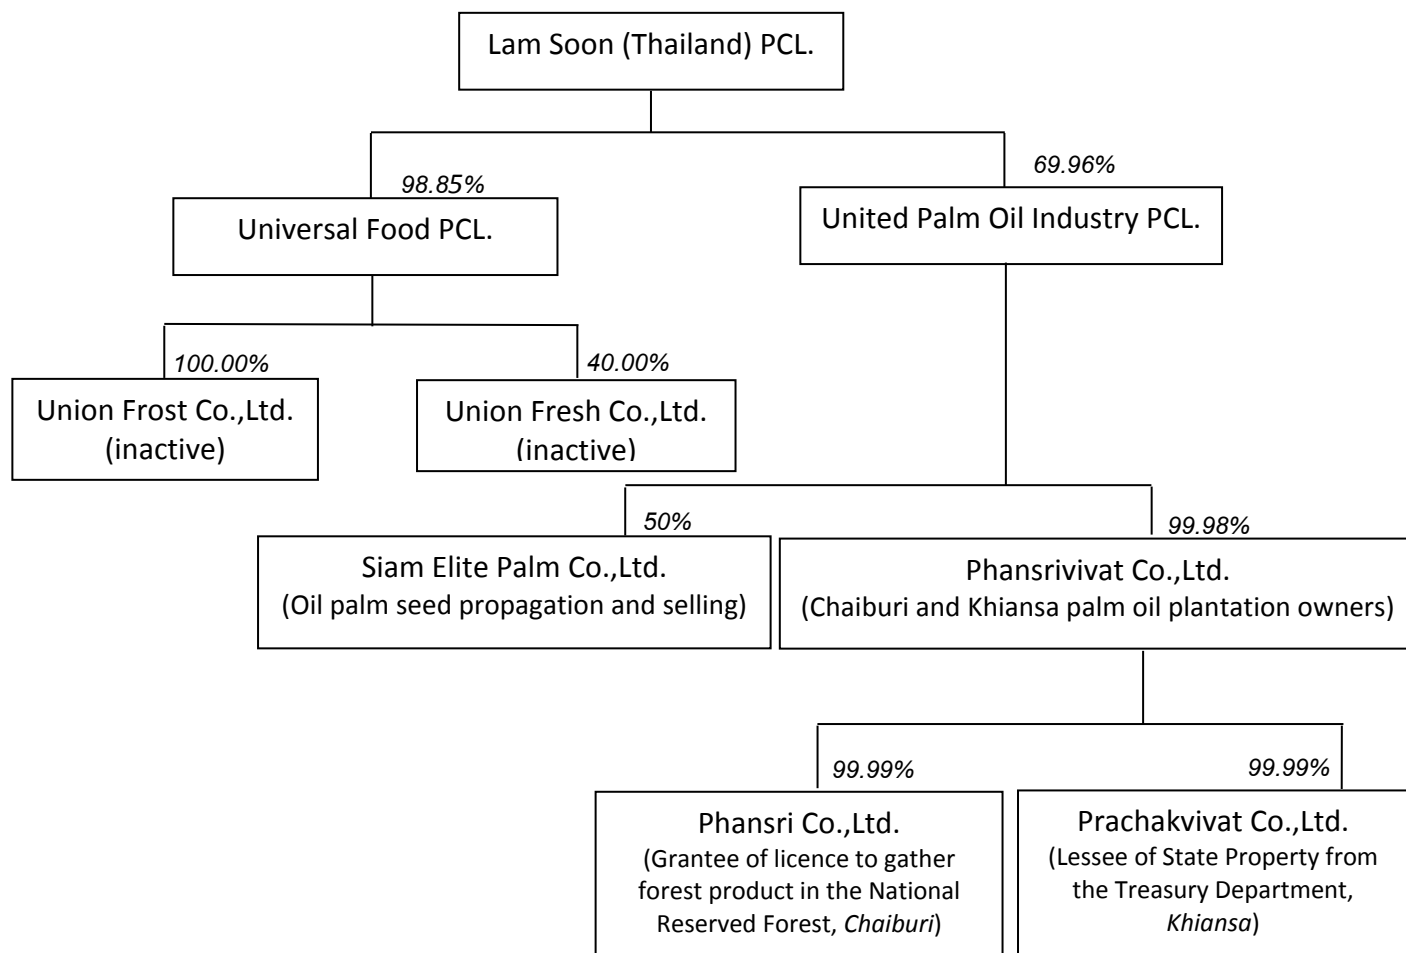 Lam Soon (Thailand) PCL.
98.85%
69.96%
Universal Food PCL.
United Palm Oil Industry PCL.
100.00%
40.00%
Union Frost Co.,Ltd.
(inactive)
Union Fresh Co.,Ltd.
(inactive)
50%
99.98%
Siam Elite Palm Co.,Ltd.
(Oil palm seed propagation and selling)
Phansrivivat Co.,Ltd.
(Chaiburi and Khiansa palm oil plantation owners)
99.99%
99.99%
Phansri Co.,Ltd.
(Grantee of licence to gather
forest product in the National
Reserved Forest, Chaiburi)
Prachakvivat Co.,Ltd.
(Lessee of State Property from
the Treasury Department,
Khiansa)